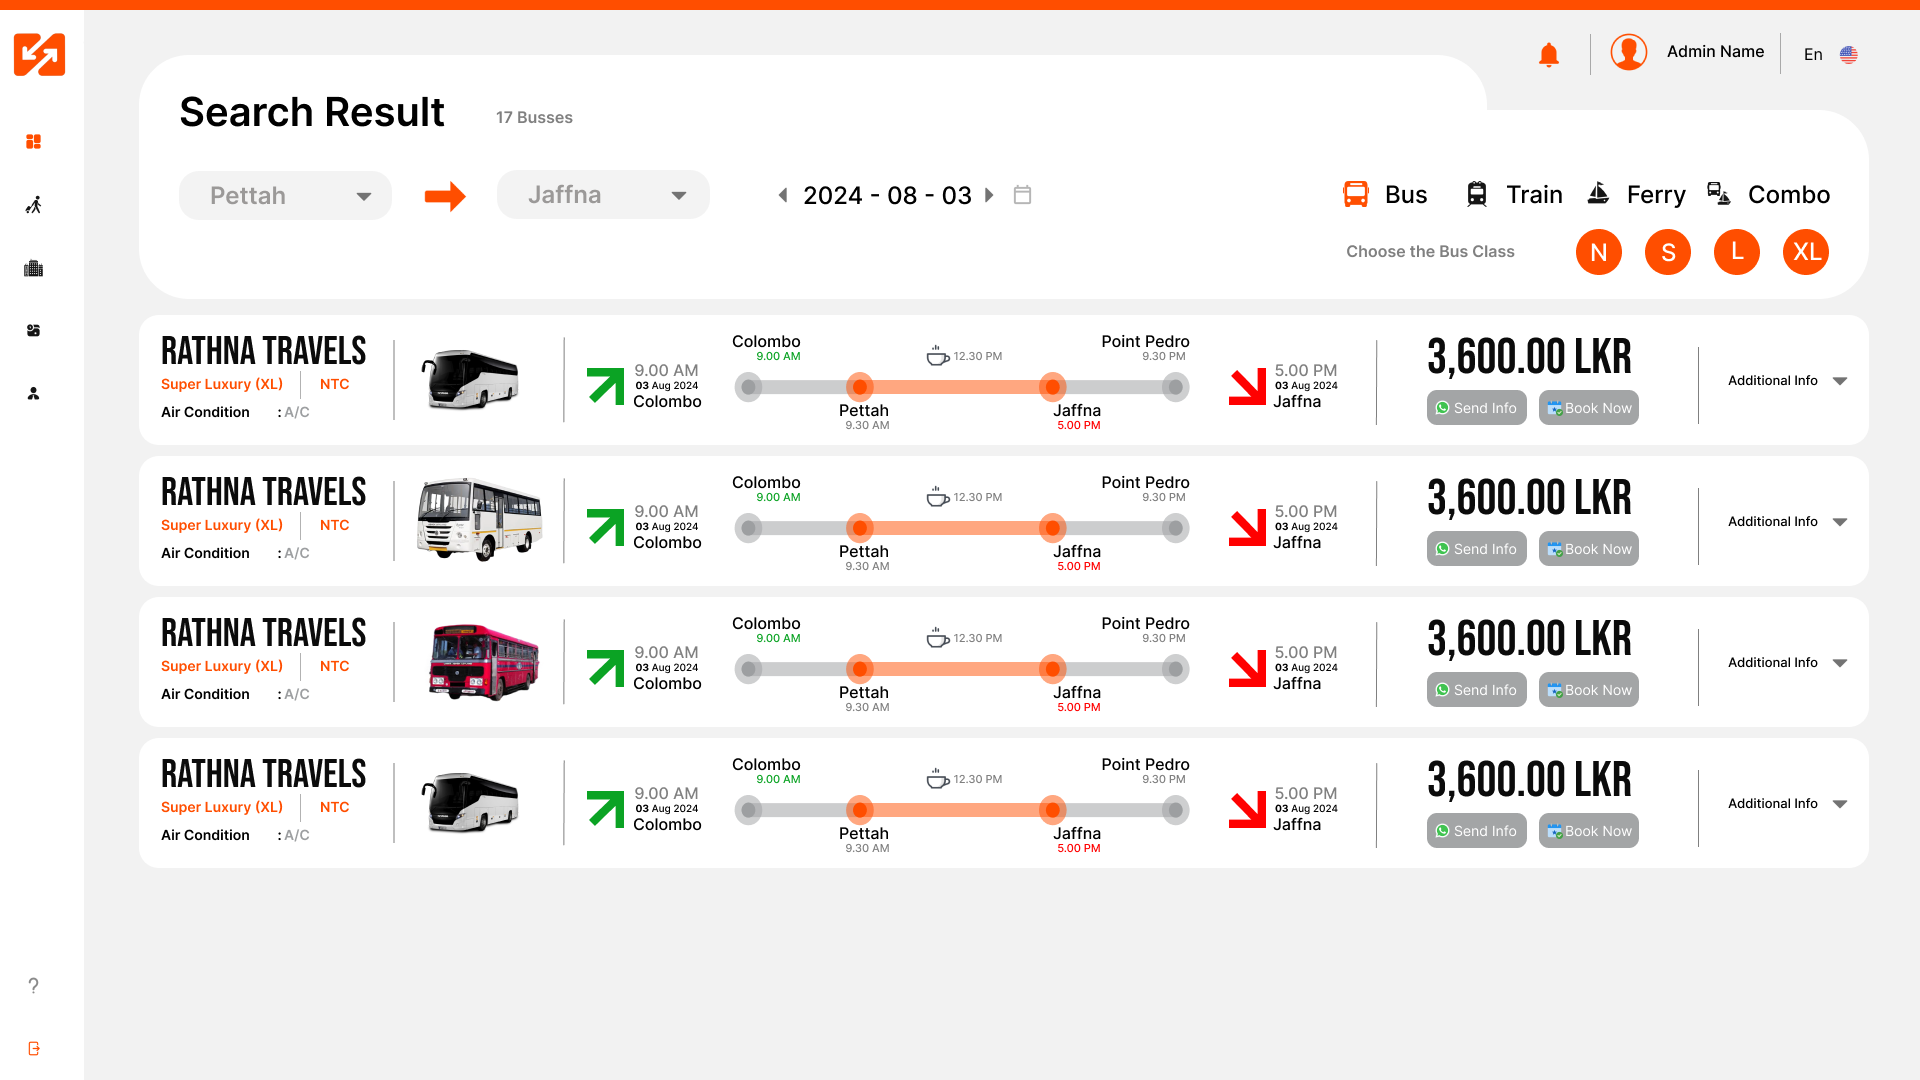 Admin Name
En
Search Result
17 Busses
Pettah
Jaffna
2024 - 08 - 03
Bus
Train
Ferry
Combo
Choose the Bus Class
N
S
L
XL
RATHNA TRAVELS
Super Luxury (XL)
NTC
Air Condition : A/C
9.00 AM
03 Aug 2024
Colombo
Colombo
9.00 AM
12.30 PM
Point Pedro
9.30 PM
Pettah
9.30 AM
Jaffna
5.00 PM
5.00 PM
03 Aug 2024
Jaffna
3,600.00 LKR
Send Info
Book Now
Additional Info
RATHNA TRAVELS
Super Luxury (XL)
NTC
Air Condition : A/C
9.00 AM
03 Aug 2024
Colombo
Colombo
9.00 AM
12.30 PM
Point Pedro
9.30 PM
Pettah
9.30 AM
Jaffna
5.00 PM
5.00 PM
03 Aug 2024
Jaffna
3,600.00 LKR
Send Info
Book Now
Additional Info
RATHNA TRAVELS
Super Luxury (XL)
NTC
Air Condition : A/C
9.00 AM
03 Aug 2024
Colombo
Colombo
9.00 AM
12.30 PM
Point Pedro
9.30 PM
Pettah
9.30 AM
Jaffna
5.00 PM
5.00 PM
03 Aug 2024
Jaffna
3,600.00 LKR
Send Info
Book Now
Additional Info
RATHNA TRAVELS
Super Luxury (XL)
NTC
Air Condition : A/C
9.00 AM
03 Aug 2024
Colombo
Colombo
9.00 AM
12.30 PM
Point Pedro
9.30 PM
Pettah
9.30 AM
Jaffna
5.00 PM
5.00 PM
03 Aug 2024
Jaffna
3,600.00 LKR
Send Info
Book Now
Additional Info
?